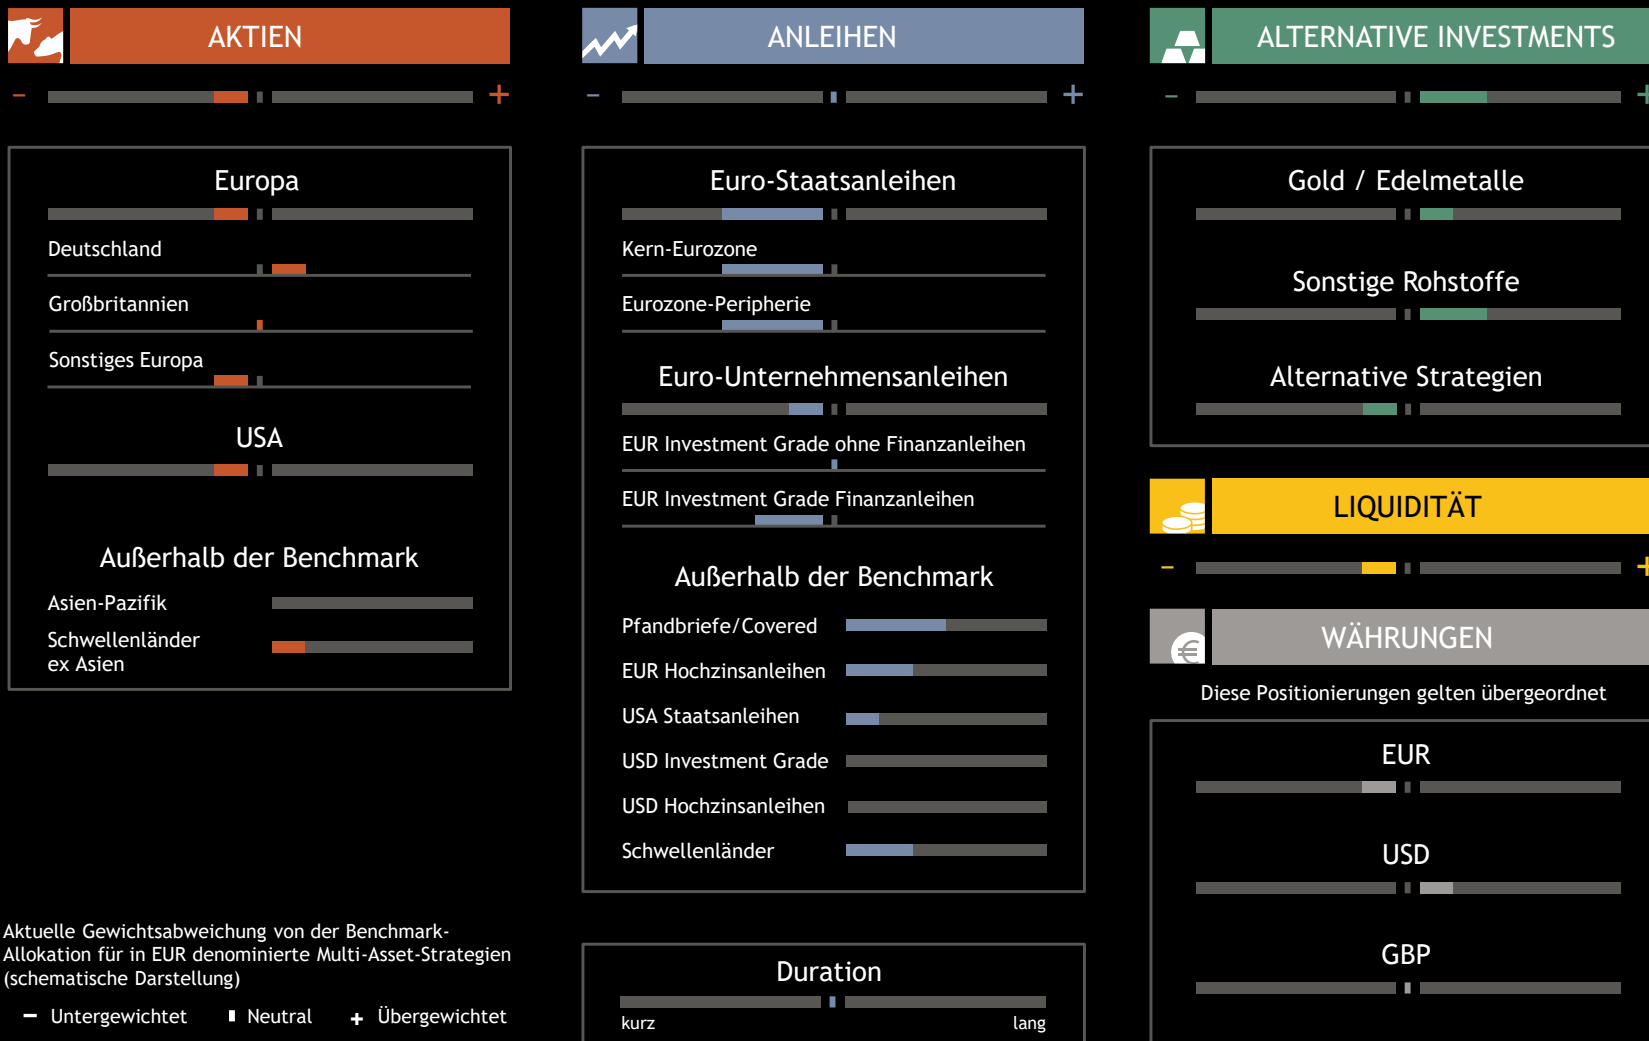 AKTIEN
- +
Europa
Deutschland
Großbritannien
Sonstiges Europa
USA
Außerhalb der Benchmark
Asien-Pazifik
Schwellenländer
ex Asien
Aktuelle Gewichtsabweichung von der Benchmark-
Allokation für in EUR denominierte Multi-Asset-Strategien
(schematische Darstellung)
- Untergewichtet Neutral + Übergewichtet
ANLEIHEN
- +
Euro-Staatsanleihen
Kern-Eurozone
Eurozone-Peripherie
Euro-Unternehmensanleihen
EUR Investment Grade ohne Finanzanleihen
EUR Investment Grade Finanzanleihen
Außerhalb der Benchmark
Pfandbriefe/Covered
EUR Hochzinsanleihen
USA Staatsanleihen
USD Investment Grade
USD Hochzinsanleihen
Schwellenländer
Duration
kurz lang
ALTERNATIVE INVESTMENTS
- +
Gold / Edelmetalle
Sonstige Rohstoffe
Alternative Strategien
LIQUIDITÄT
- +
€ WÄHRUNGEN
Diese Positionierungen gelten übergeordnet
EUR
USD
GBP